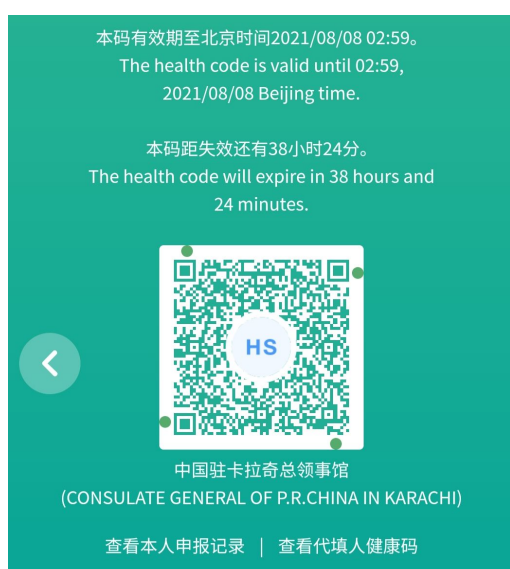 本码有效期至北京时间2021/08/08 02:59。
The health code is valid until 02:59,
2021/08/08 Beijing time.
本码距失效还有38小时24分。
The health code will expire in 38 hours and
24 minutes.
HS
中国驻卡拉奇总领事馆
(CONSULATE GENERAL OF P.R.CHINA IN KARACHI)
查看本人申报记录 | 查看代填人健康码